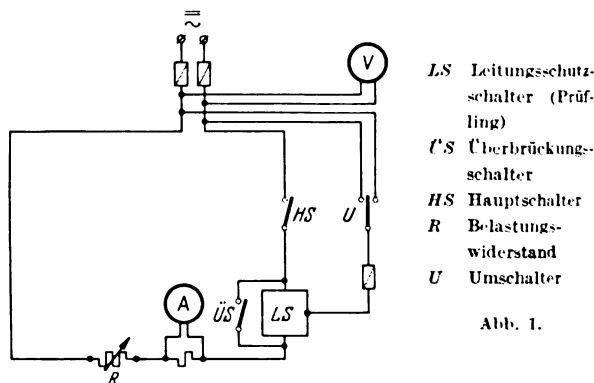 V
LS Leitungsschutz-
schalter (Prüf-
ling)
ÜS Überbrückungs-
schalter
HS Hauptschalter
R Belastungs-
widerstand
U Umschalter
Abb. 1.
HS
U
A
ÜS
LS
R